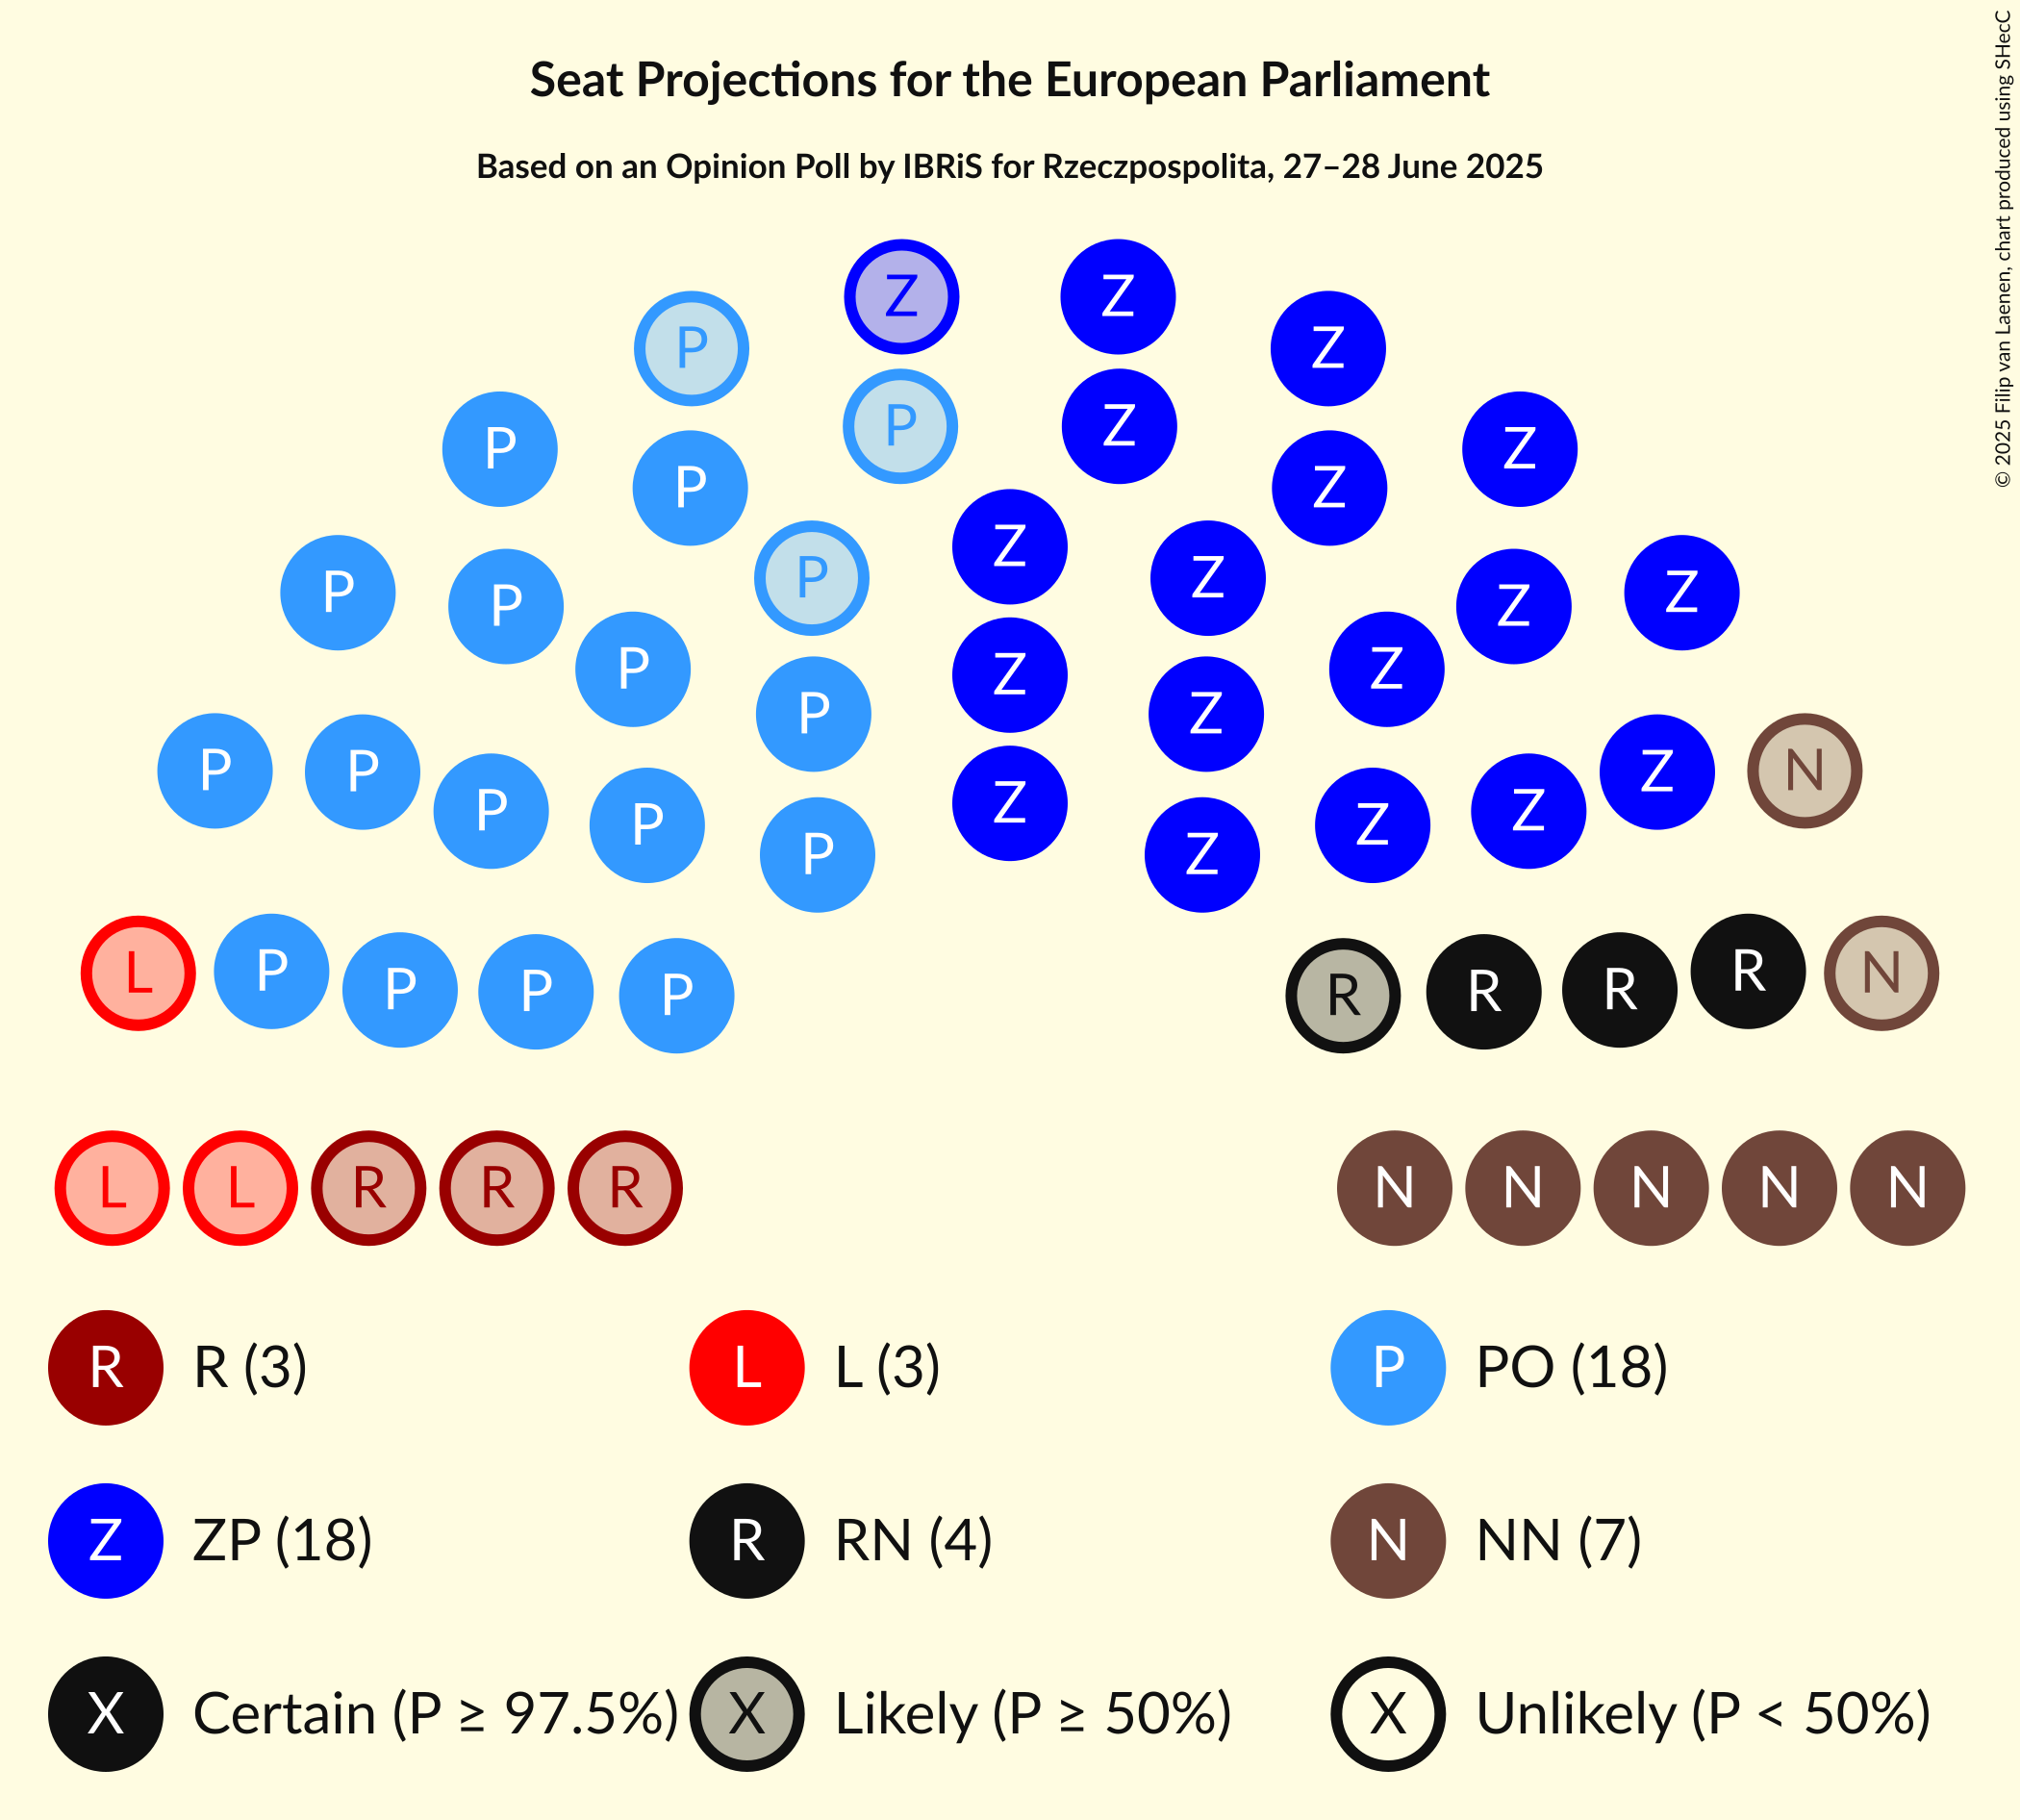 Seat Projections for the European Parliament
Based on an Opinion Poll by IBRiS for Rzeczpospolita, 27–28 June 2025
© 2025 Filip van Laenen, chart produced using SHecC
Z Z
P Z
P Z
P Z
P P Z Z
Z
P Z
P Z
P P Z Z
P Z Z
P Z
P P Z N
P P Z Z Z
P Z
L P P P P R R R R N
L L R R R N N N N N
R R (3) L L (3) P PO (18)
Z ZP (18) R RN (4) N NN (7)
X Certain (P ≥ 97.5%) X Likely (P ≥ 50%) X Unlikely (P < 50%)